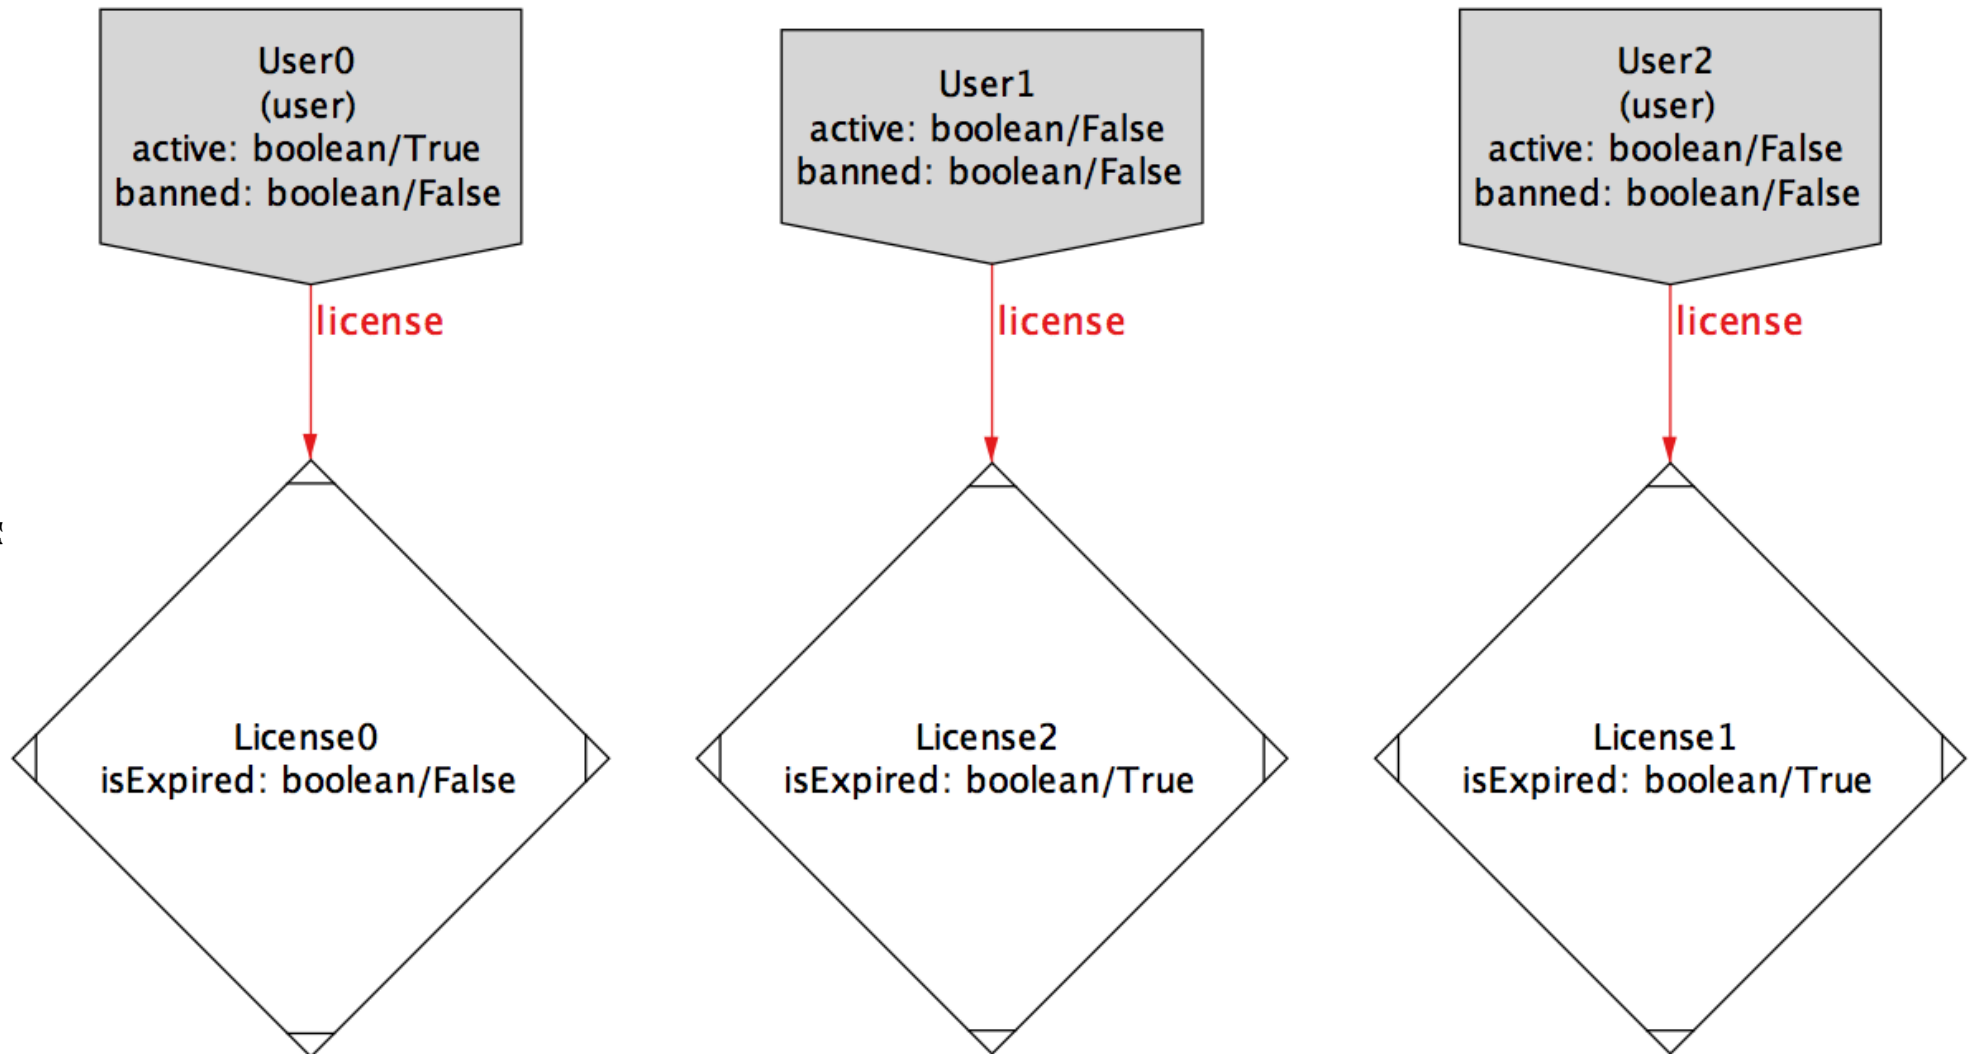 User0
(user)
active: boolean/True
banned: boolean/False
User1
active: boolean/False
banned: boolean/False
User2
(user)
active: boolean/False
banned: boolean/False
license
license
license
License0
isExpired: boolean/False
License2
isExpired: boolean/True
License1
isExpired: boolean/True